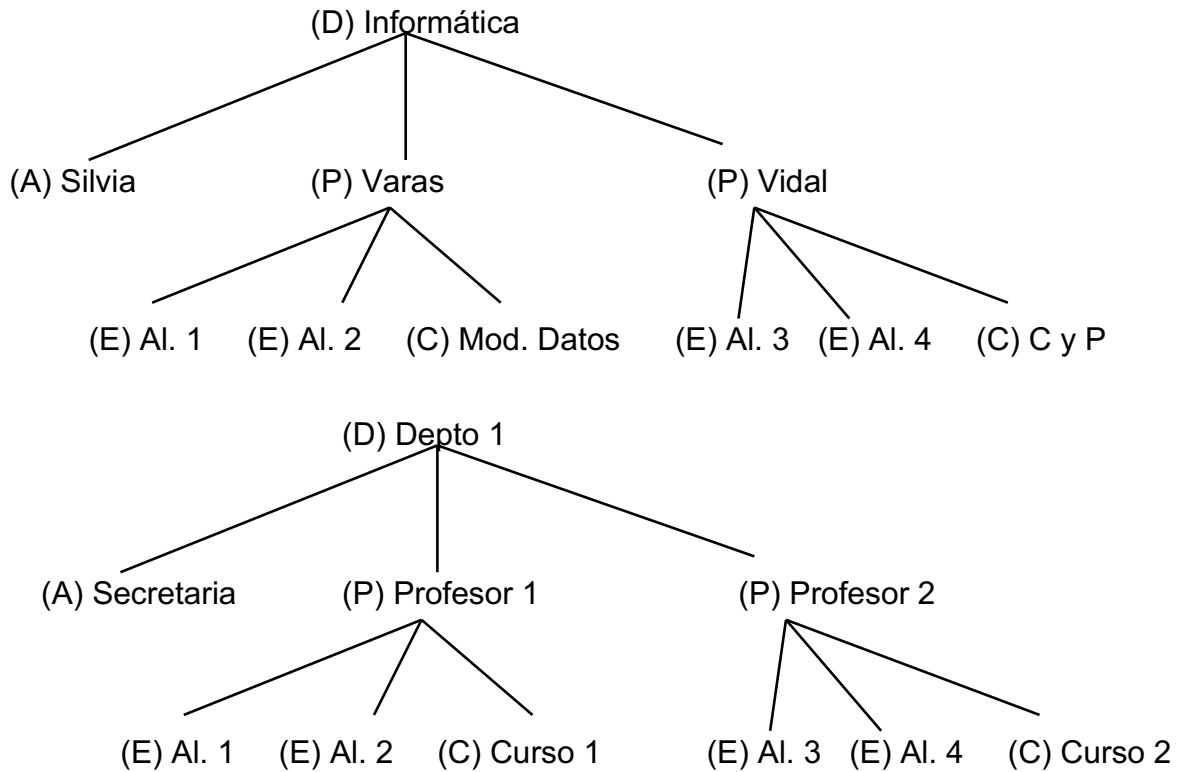 (D) Informática
(A) Silvia (P) Varas (P) Vidal
(E) Al. 1 (E) Al. 2 (C) Mod. Datos (E) Al. 3 (E) Al. 4 (C) C y P
(D) Depto 1
(A) Secretaria (P) Profesor 1 (P) Profesor 2
(E) Al. 1 (E) Al. 2 (C) Curso 1 (E) Al. 3 (E) Al. 4 (C) Curso 2